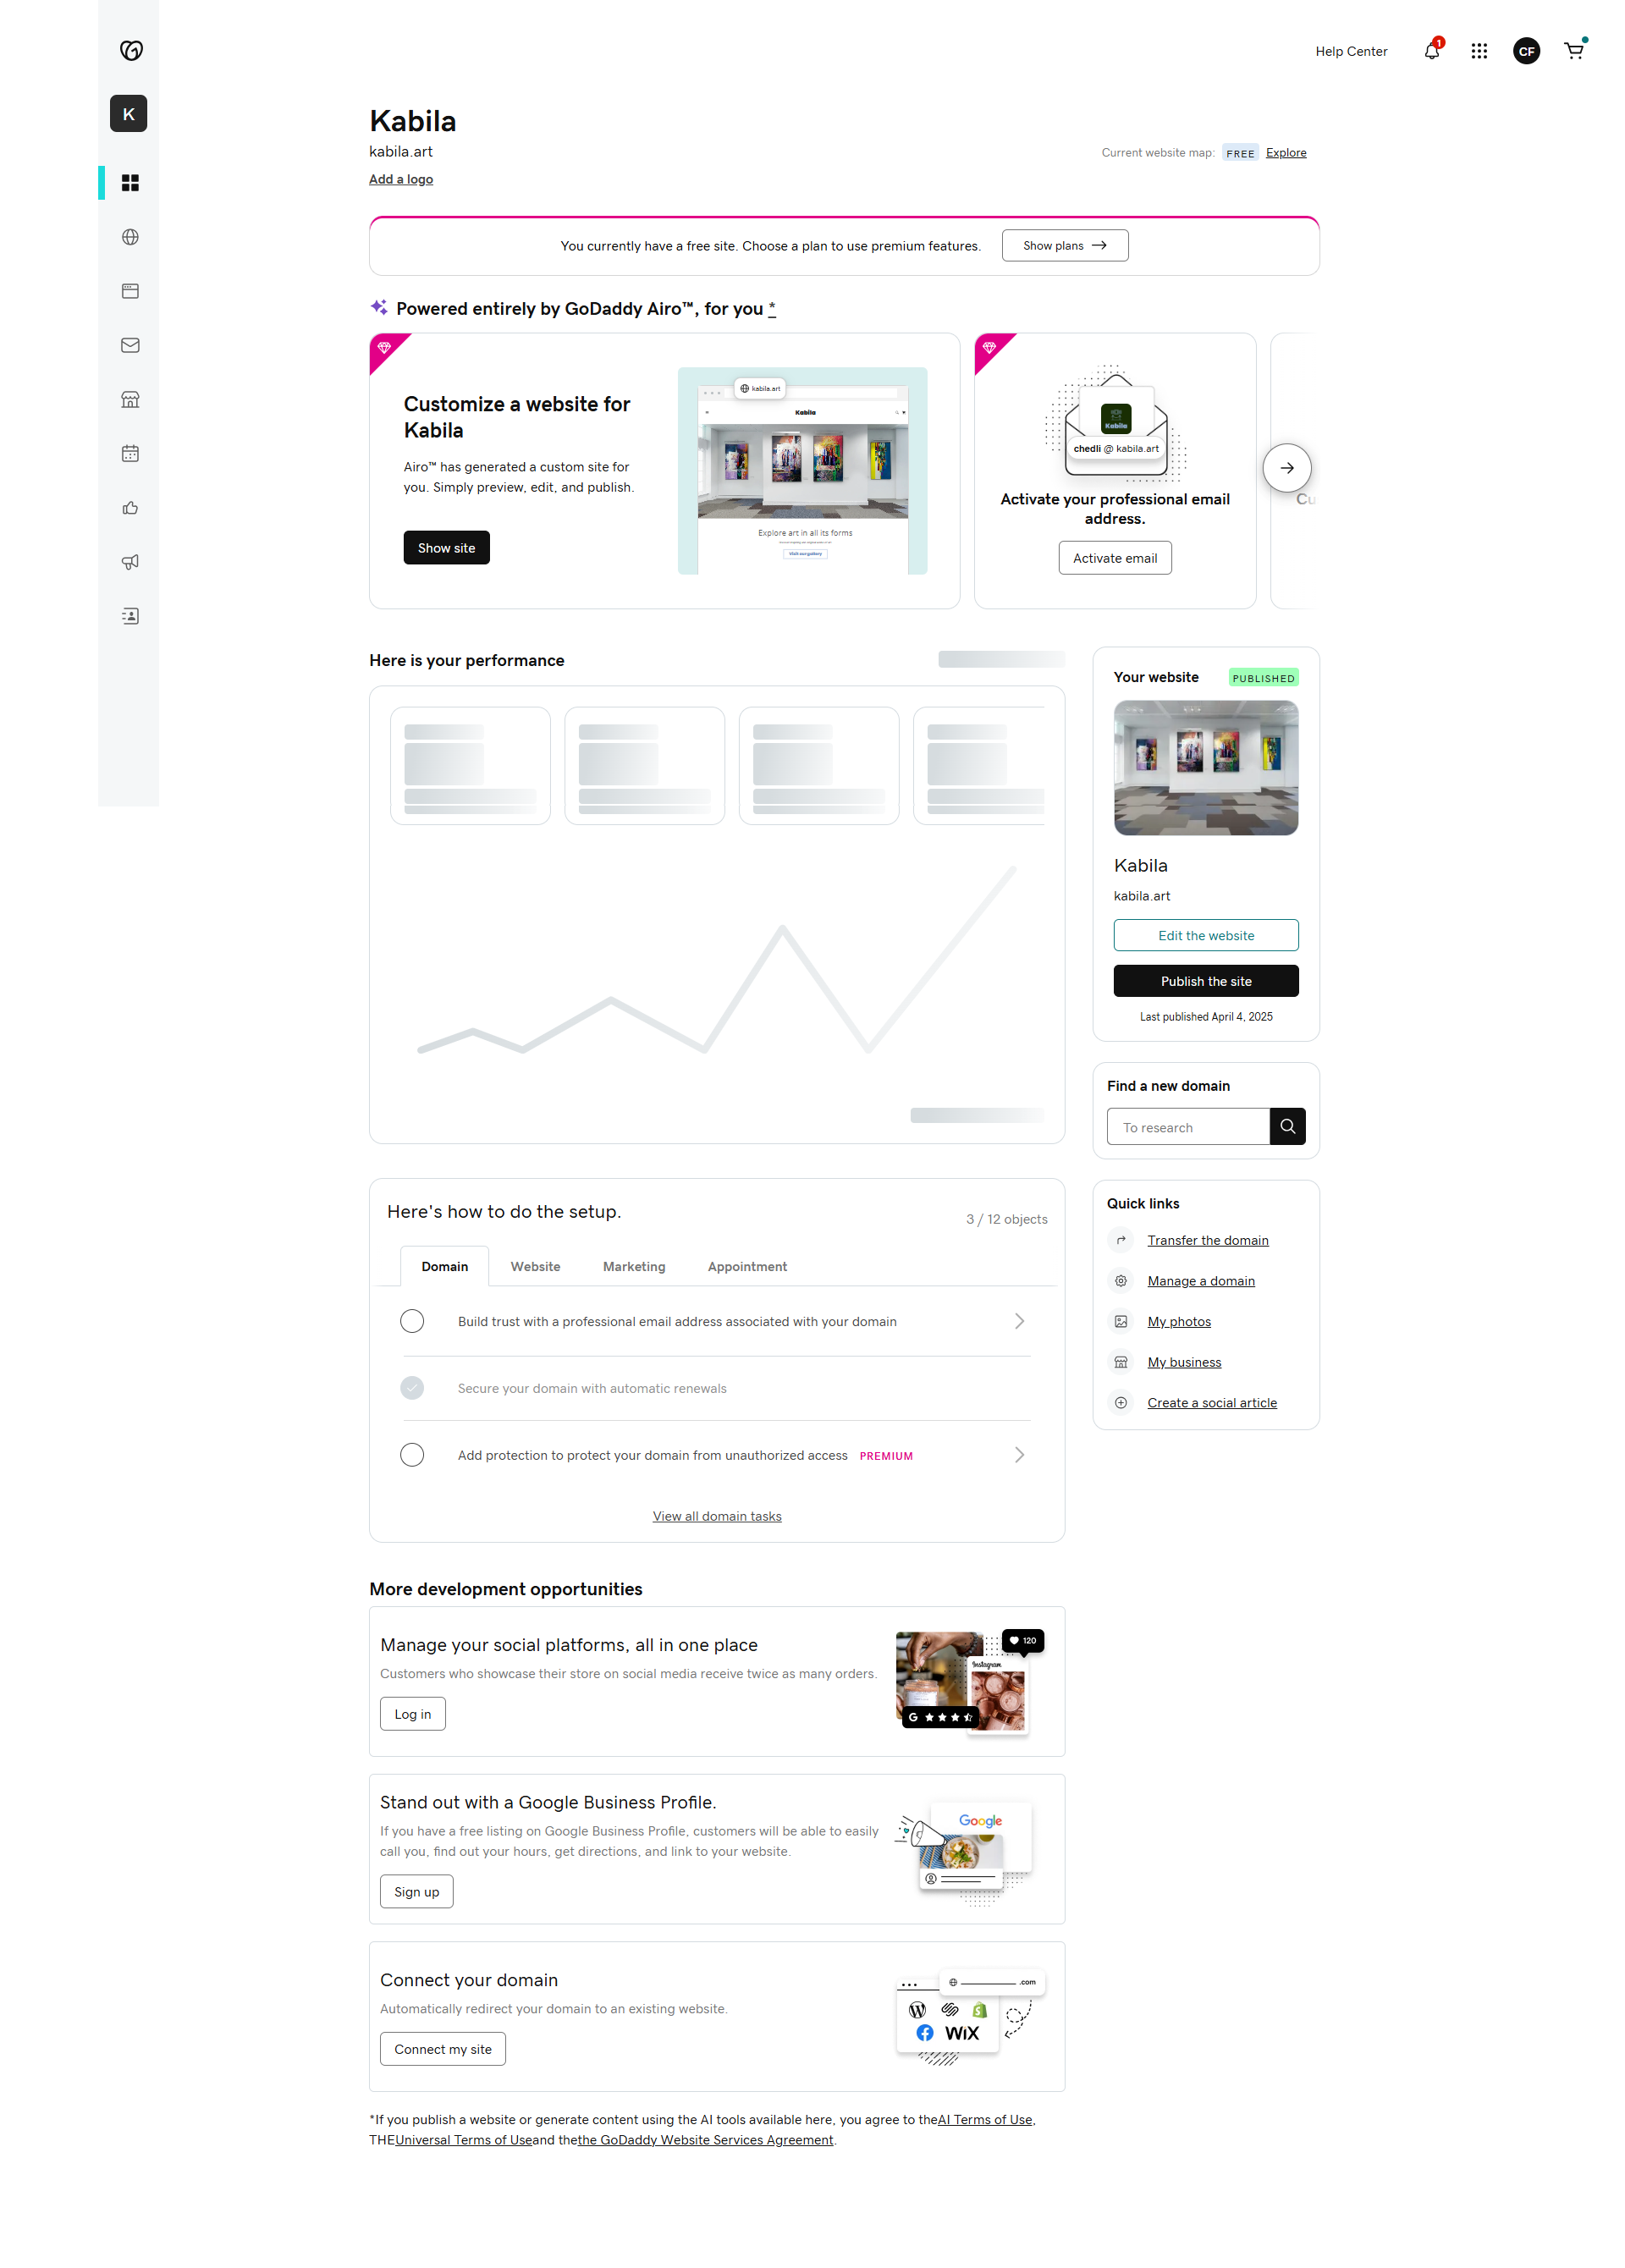 Help Center
1
CF
K
Kabila
kabila.art
Current website map: FREE Explore
Add a logo
You currently have a free site. Choose a plan to use premium features.
Show plans
Powered entirely by GoDaddy Airo™, for you *
Customize a website for
Kabila
Airo™ has generated a custom site for
you. Simply preview, edit, and publish.
Show site
kabila.art
Kabila
Explore art in all its forms
Visit our gallery
Kabila
chedli @ kabila.art
Activate your professional email
address.
Activate email
Cu
Here is your performance
Your website
PUBLISHED
Kabila
kabila.art
Edit the website
Publish the site
Last published April 4, 2025
Find a new domain
To research
Here's how to do the setup.
3 / 12 objects
Domain
Website
Marketing
Appointment
Build trust with a professional email address associated with your domain
Secure your domain with automatic renewals
Add protection to protect your domain from unauthorized access PREMIUM
View all domain tasks
Quick links
Transfer the domain
Manage a domain
My photos
My business
Create a social article
More development opportunities
Manage your social platforms, all in one place
Customers who showcase their store on social media receive twice as many orders.
Log in
120
Instagram
G
Stand out with a Google Business Profile.
If you have a free listing on Google Business Profile, customers will be able to easily
call you, find out your hours, get directions, and link to your website.
Sign up
Google
Connect your domain
Automatically redirect your domain to an existing website.
Connect my site
.com
WiX
*If you publish a website or generate content using the AI tools available here, you agree to theAI Terms of Use,
THEUniversal Terms of Useand thethe GoDaddy Website Services Agreement.